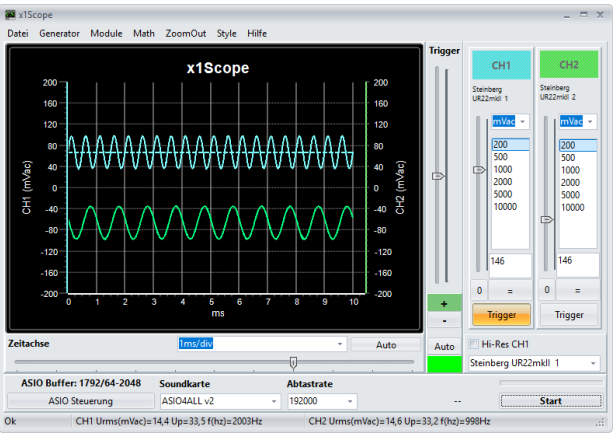 x1Scope
Datei Generator Module Math ZoomOut Style Hilfe
x1Scope
CH1 (mVac)
200
160
120
80
40
0
-40
-80
-120
-160
-200
0 1 2 3 4 5 6 7 8 9 10
ms
200
160
120
80
40
0
-40
-80
-120
-160
-200
CH2 (mVac)
Trigger
+
-
Auto
CH1
Steinberg
UR22mkII 1
mVac
200
500
1000
2000
5000
10000
146
0 =
Trigger
CH2
Steinberg
UR22mkII 2
mVac
200
500
1000
2000
5000
10000
146
0 =
Trigger
Zeitachse 1ms/div Auto
Hi-Res CH1
Steinberg UR22mkII 1
ASIO Buffer: 1792/64-2048 Soundkarte Abtastrate
ASIO Steuerung ASIO4ALL v2 192000 -- Start
Ok CH1 Urms(mVac)=14,4 Up=33,5 f(hz)=2003Hz CH2 Urms(mVac)=14,6 Up=33,2 f(hz)=998Hz